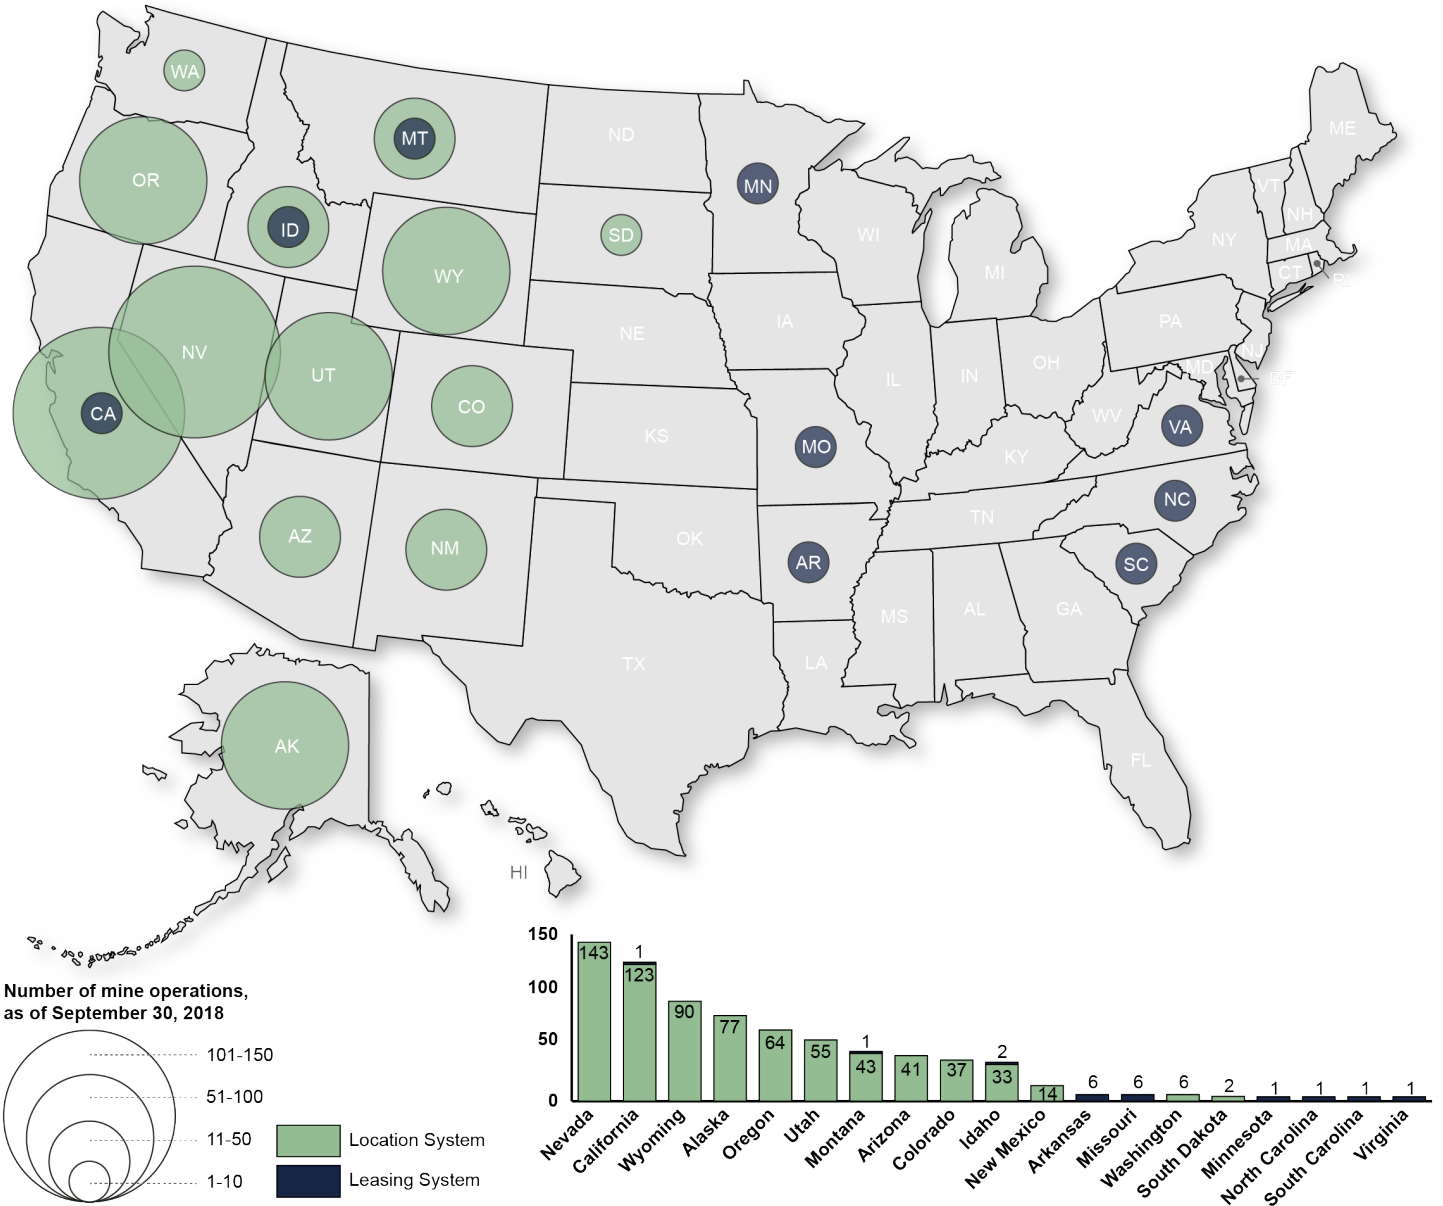 WA
MT
ND
MN
ME
OR
ID
SD
WI
VT
NH
NY
MA
CT
RI
WY
MI
NV
UT
NE
IA
PA
NJ
OH
IN
IL
MD
DE
CA
CO
KS
MO
WV
VA
KY
NC
AZ
NM
OK
TN
AR
SC
MS
AL
GA
TX
LA
AK
FL
HI
Number of mine operations,
as of September 30, 2018
101-150
51-100
11-50
1-10
Location System
Leasing System
150
100
50
0
143
1
123
90
77
64
55
1
43
41
37
2
33
14
6
6
6
2
1
1
1
1
Nevada
California
Wyoming
Alaska
Oregon
Utah
Montana
Arizona
Colorado
Idaho
New Mexico
Arkansas
Missouri
Washington
South Dakota
Minnesota
North Carolina
South Carolina
Virginia